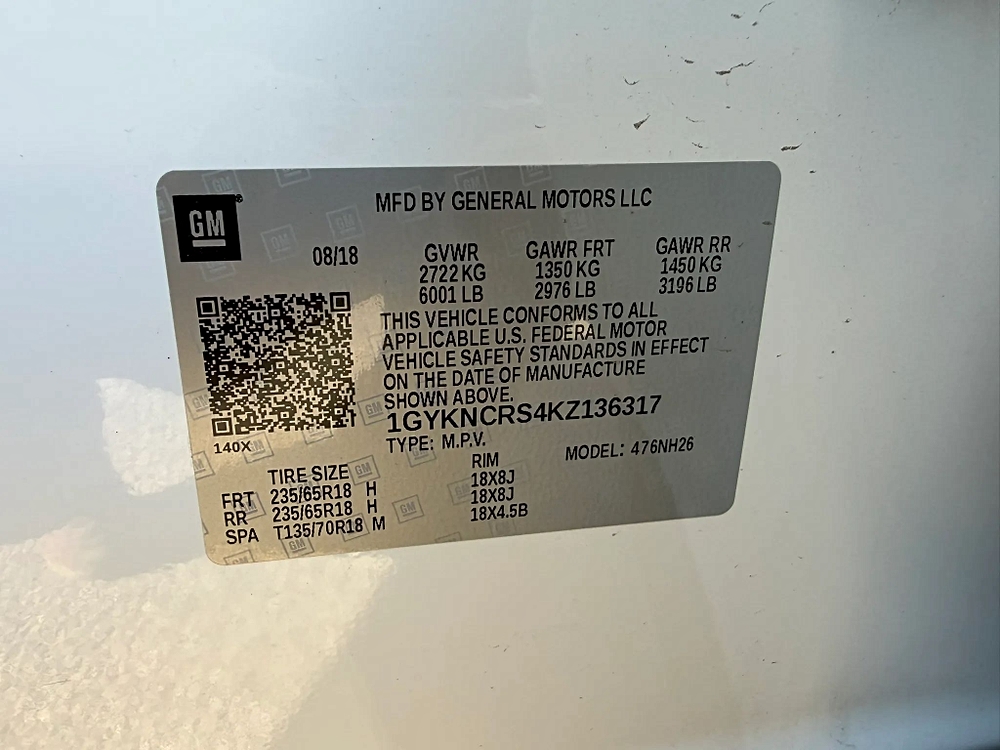 GM
MFD BY GENERAL MOTORS LLC
08/18
GVWR GAWR FRT GAWR RR
2722 KG 1350 KG 1450 KG
6001 LB 2976 LB 3196 LB
THIS VEHICLE CONFORMS TO ALL
APPLICABLE U.S. FEDERAL MOTOR
VEHICLE SAFETY STANDARDS IN EFFECT
ON THE DATE OF MANUFACTURE
SHOWN ABOVE.
1GYKNCRS4KZ136317
140X
TYPE: M.P.V. MODEL: 476NH26
TIRE SIZE RIM
FRT 235/65R18 H 18X8J
RR 235/65R18 H 18X8J
SPA T135/70R18 M 18X4.5B